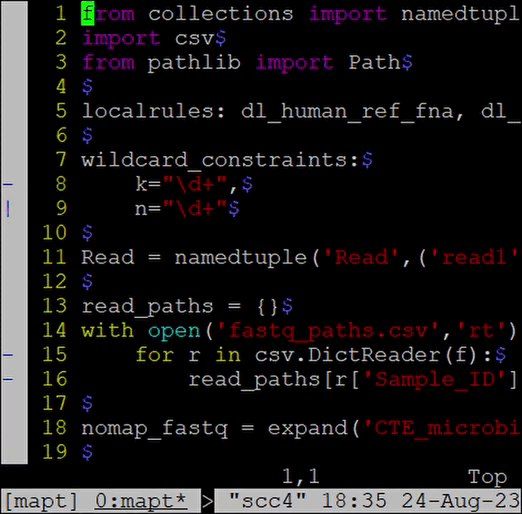 1 from collections import namedtupl
2 import csv$
3 from pathlib import Path$
4 $
5 localrules: dl_human_ref_fna, dl_
6 $
7 wildcard_constraints:$
8     k="\d+",$
9     n="\d+"$
10 $
11 Read = namedtuple('Read',('read1'
12 $
13 read_paths = {}$
14 with open('fastq_paths.csv','rt')
15     for r in csv.DictReader(f):$
16         read_paths[r['Sample_ID']
17 $
18 nomap_fastq = expand('CTE_microbi
19 $
1,1 Top
[mapt] 0:mapt* > "scc4" 18:35 24-Aug-23